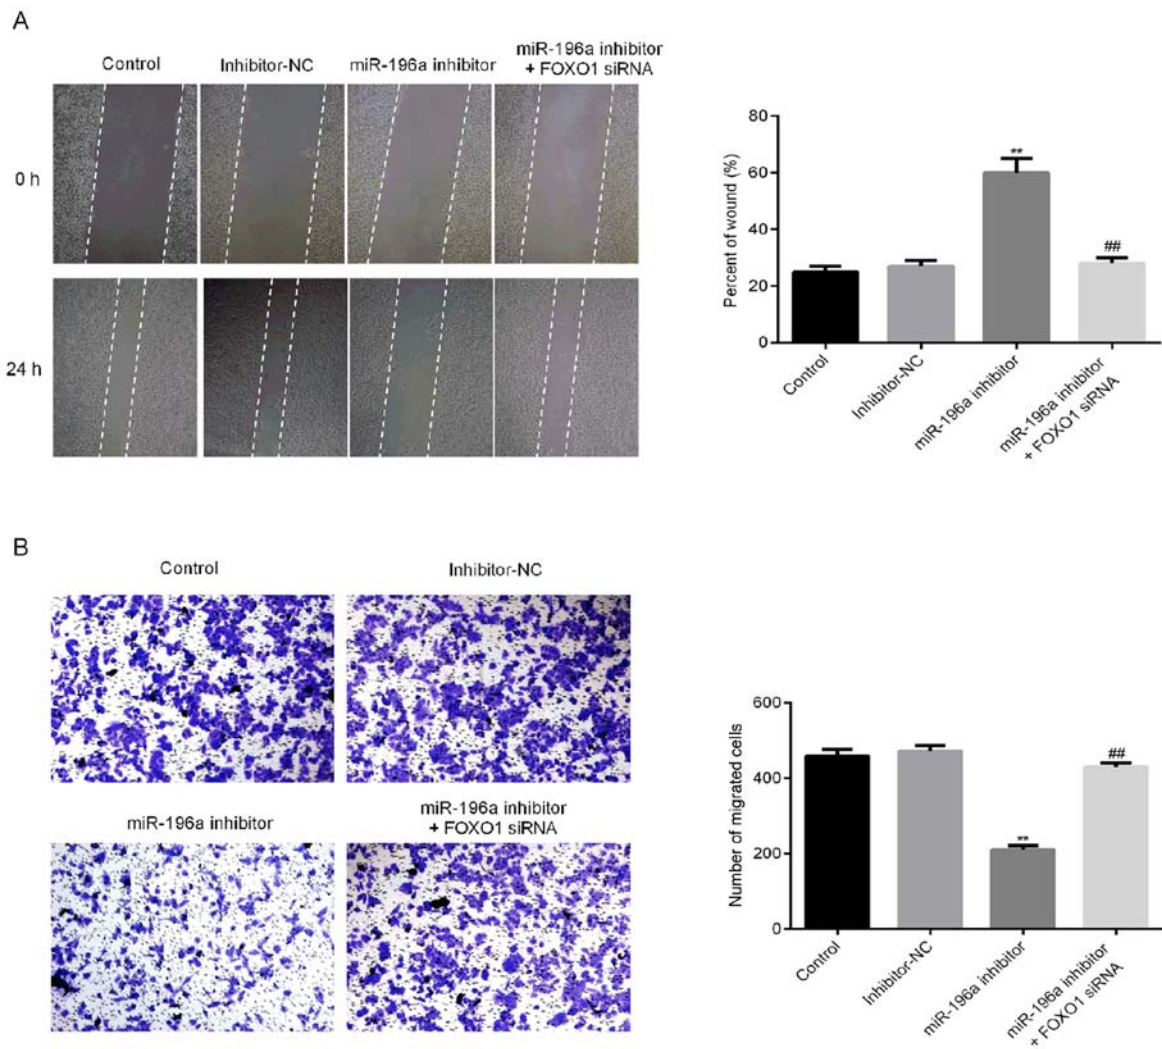 A
Control
Inhibitor-NC
miR-196a inhibitor
miR-196a inhibitor
+ FOXO1 siRNA
0 h
24 h
Percent of wound (%)
80
60
40
20
0
**
##
Control
Inhibitor-NC
miR-196a inhibitor
miR-196a inhibitor
+ FOXO1 siRNA
B
Control
Inhibitor-NC
miR-196a inhibitor
miR-196a inhibitor
+ FOXO1 siRNA
Number of migrated cells
600
400
200
0
**
##
Control
Inhibitor-NC
miR-196a inhibitor
miR-196a inhibitor
+ FOXO1 siRNA